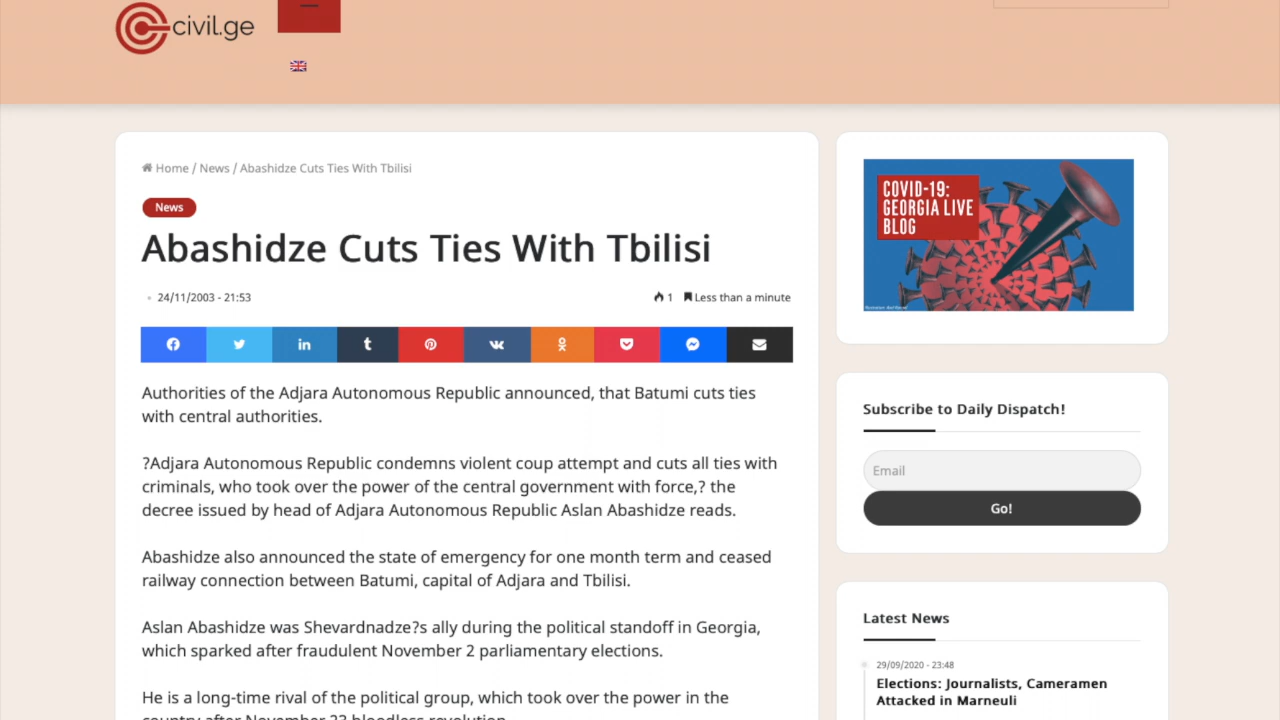 civil.ge
Home / News / Abashidze Cuts Ties With Tbilisi
News
Abashidze Cuts Ties With Tbilisi
24/11/2003 - 21:53
1 Less than a minute
Authorities of the Adjara Autonomous Republic announced, that Batumi cuts ties
with central authorities.
?Adjara Autonomous Republic condemns violent coup attempt and cuts all ties with
criminals, who took over the power of the central government with force,? the
decree issued by head of Adjara Autonomous Republic Aslan Abashidze reads.
Abashidze also announced the state of emergency for one month term and ceased
railway connection between Batumi, capital of Adjara and Tbilisi.
Aslan Abashidze was Shevardnadze?s ally during the political standoff in Georgia,
which sparked after fraudulent November 2 parliamentary elections.
He is a long-time rival of the political group, which took over the power in the
country after November 23 bloodless revolution.
COVID-19:
GEORGIA LIVE
BLOG
Subscribe to Daily Dispatch!
Email
Go!
Latest News
29/09/2020 - 23:48
Elections: Journalists, Cameramen
Attacked in Marneuli